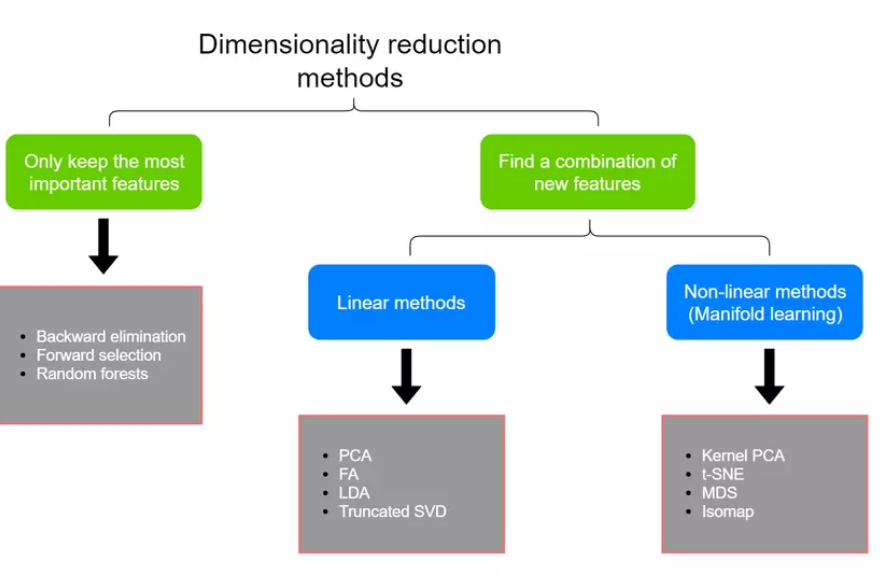 Dimensionality reduction
methods
Only keep the most
important features
Find a combination of
new features
Linear methods
Non-linear methods
(Manifold learning)
• Backward elimination
• Forward selection
• Random forests
• PCA
• FA
• LDA
• Truncated SVD
• Kernel PCA
• t-SNE
• MDS
• Isomap